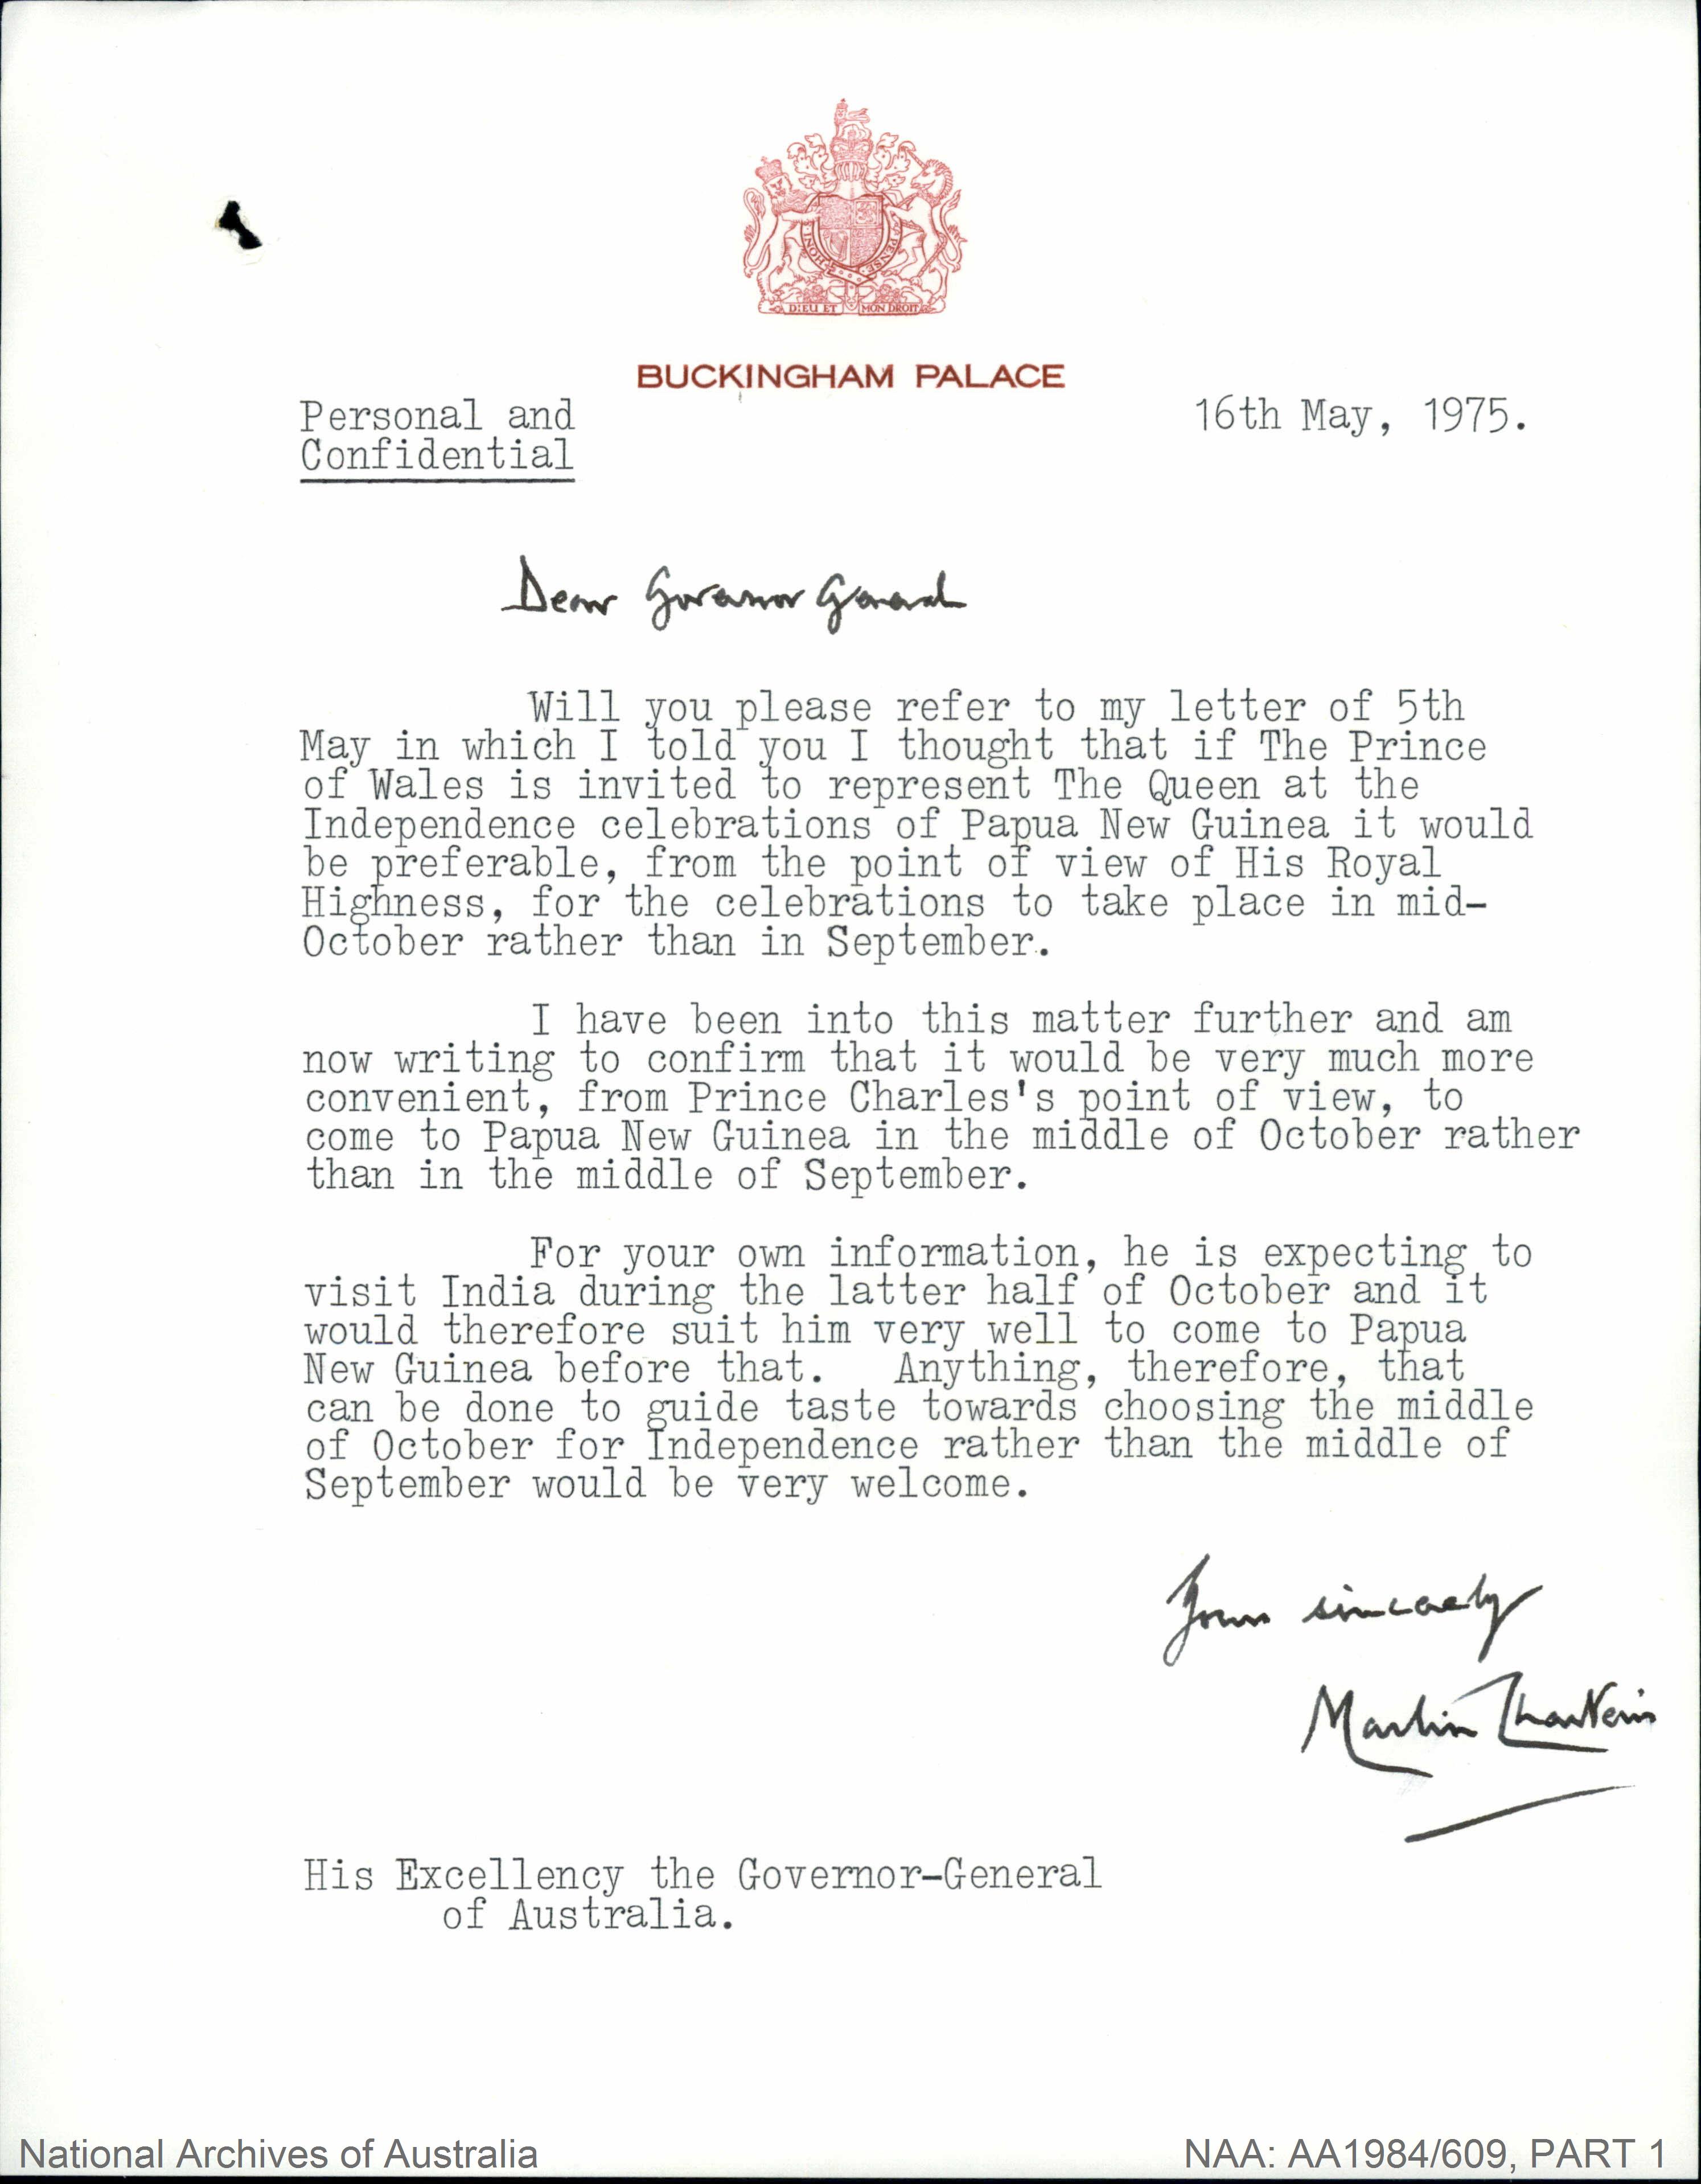 HONI PENSE
DIEU ET MON DROIT
BUCKINGHAM PALACE
Personal and
Confidential
16th May, 1975.
Dear Governor General
Will you please refer to my letter of 5th
May in which I told you I thought that if The Prince
of Wales is invited to represent The Queen at the
Independence celebrations of Papua New Guinea it would
be preferable, from the point of view of His Royal
Highness, for the celebrations to take place in mid-
October rather than in September.
I have been into this matter further and am
now writing to confirm that it would be very much more
convenient, from Prince Charles's point of view, to
come to Papua New Guinea in the middle of October rather
than in the middle of September.
For your own information, he is expecting to
visit India during the latter half of October and it
would therefore suit him very well to come to Papua
New Guinea before that. Anything, therefore, that
can be done to guide taste towards choosing the middle
of October for Independence rather than the middle of
September would be very welcome.
Yours sincerely
Martin Charteris
His Excellency the Governor-General
of Australia.
National Archives of Australia
NAA: AA1984/609, PART 1